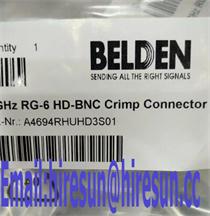 ntity 1
BELDEN
SENDING ALL THE RIGHT SIGNALS
GHz RG-6 HD-BNC Crimp Connector
.-Nr.: A4694RHUHD3S01
Email:hiresun@hiresun